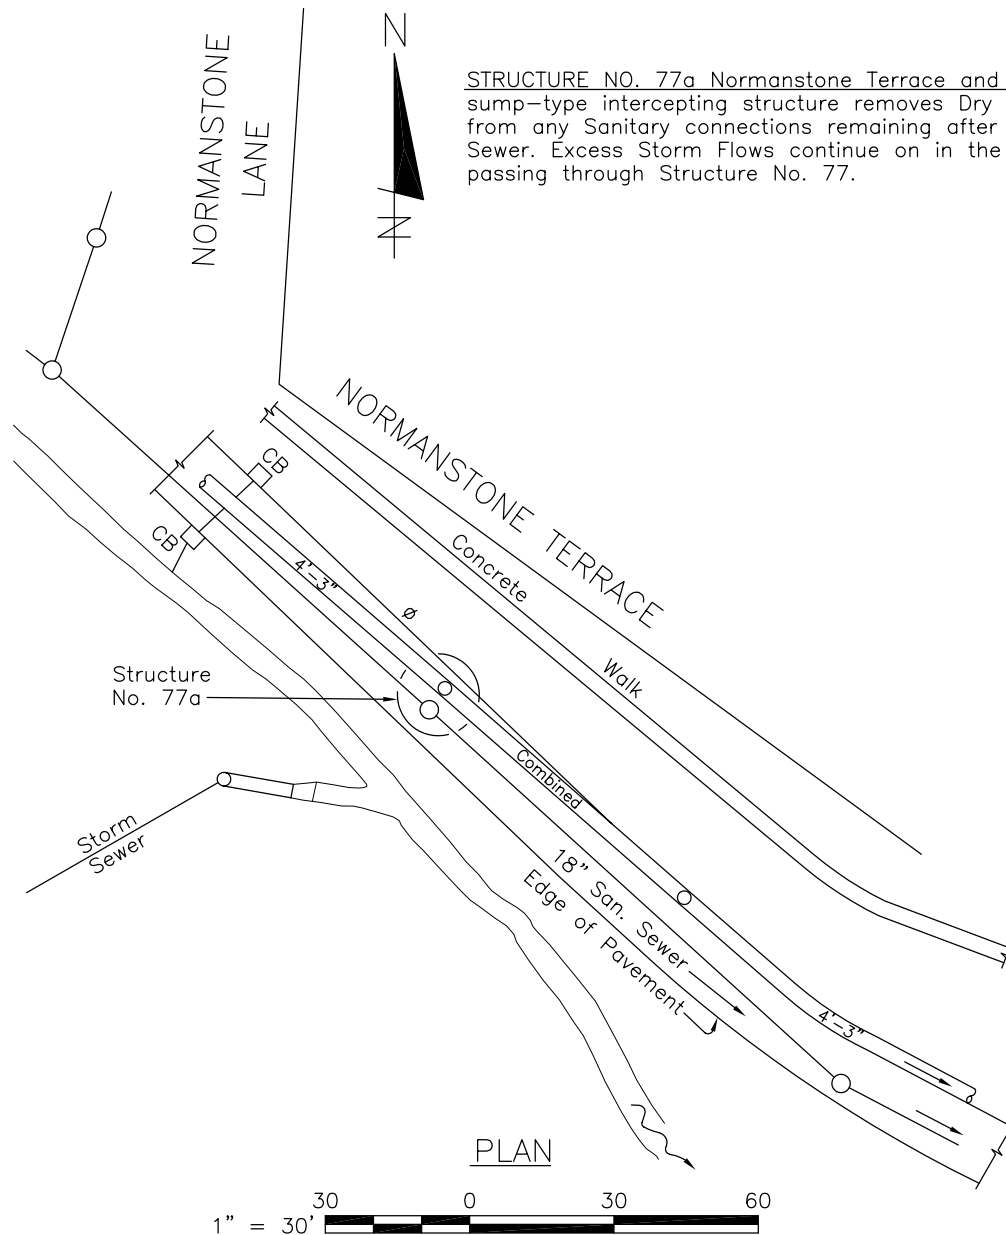 N
STRUCTURE NO. 77a Normanstone Terrace and
sump-type intercepting structure removes Dry
from any Sanitary connections remaining after
Sewer. Excess Storm Flows continue on in the
passing through Structure No. 77.
NORMANSTONE
LANE
N
NORMANSTONE TERRACE
CB
CB
Concrete
Walk
4'-3"
Ø
Structure
No. 77a
Combined
Storm
Sewer
18" San. Sewer
Edge of Pavement
4'-3"
PLAN
1" = 30'
30 0 30 60